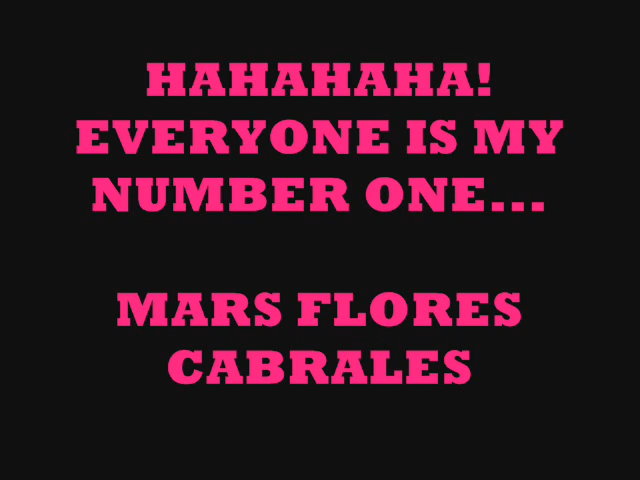 HAHAHAHA!
EVERYONE IS MY
NUMBER ONE...
MARS FLORES
CABRALES